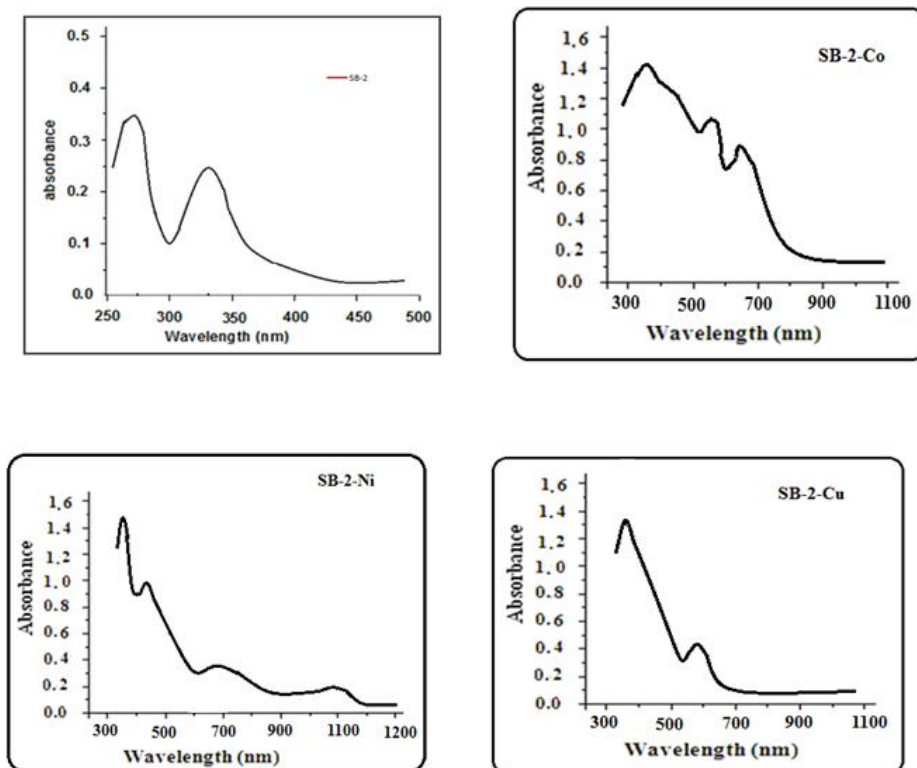 0.5
0.4
0.3
0.2
0.1
0.0
absorbance
SB-2
250 300 350 400 450 500
Wavelength (nm)
1.6
1.4
1.2
1.0
0.8
0.6
0.4
0.2
0.0
Absorbance
SB-2-Co
300 500 700 900 1100
Wavelength (nm)
1.6
1.4
1.2
1.0
0.8
0.6
0.4
0.2
0.0
Absorbance
SB-2-Ni
300 500 700 900 1100 1200
Wavelength (nm)
1.6
1.4
1.2
1.0
0.8
0.6
0.4
0.2
0.0
Absorbance
SB-2-Cu
300 500 700 900 1100
Wavelength (nm)